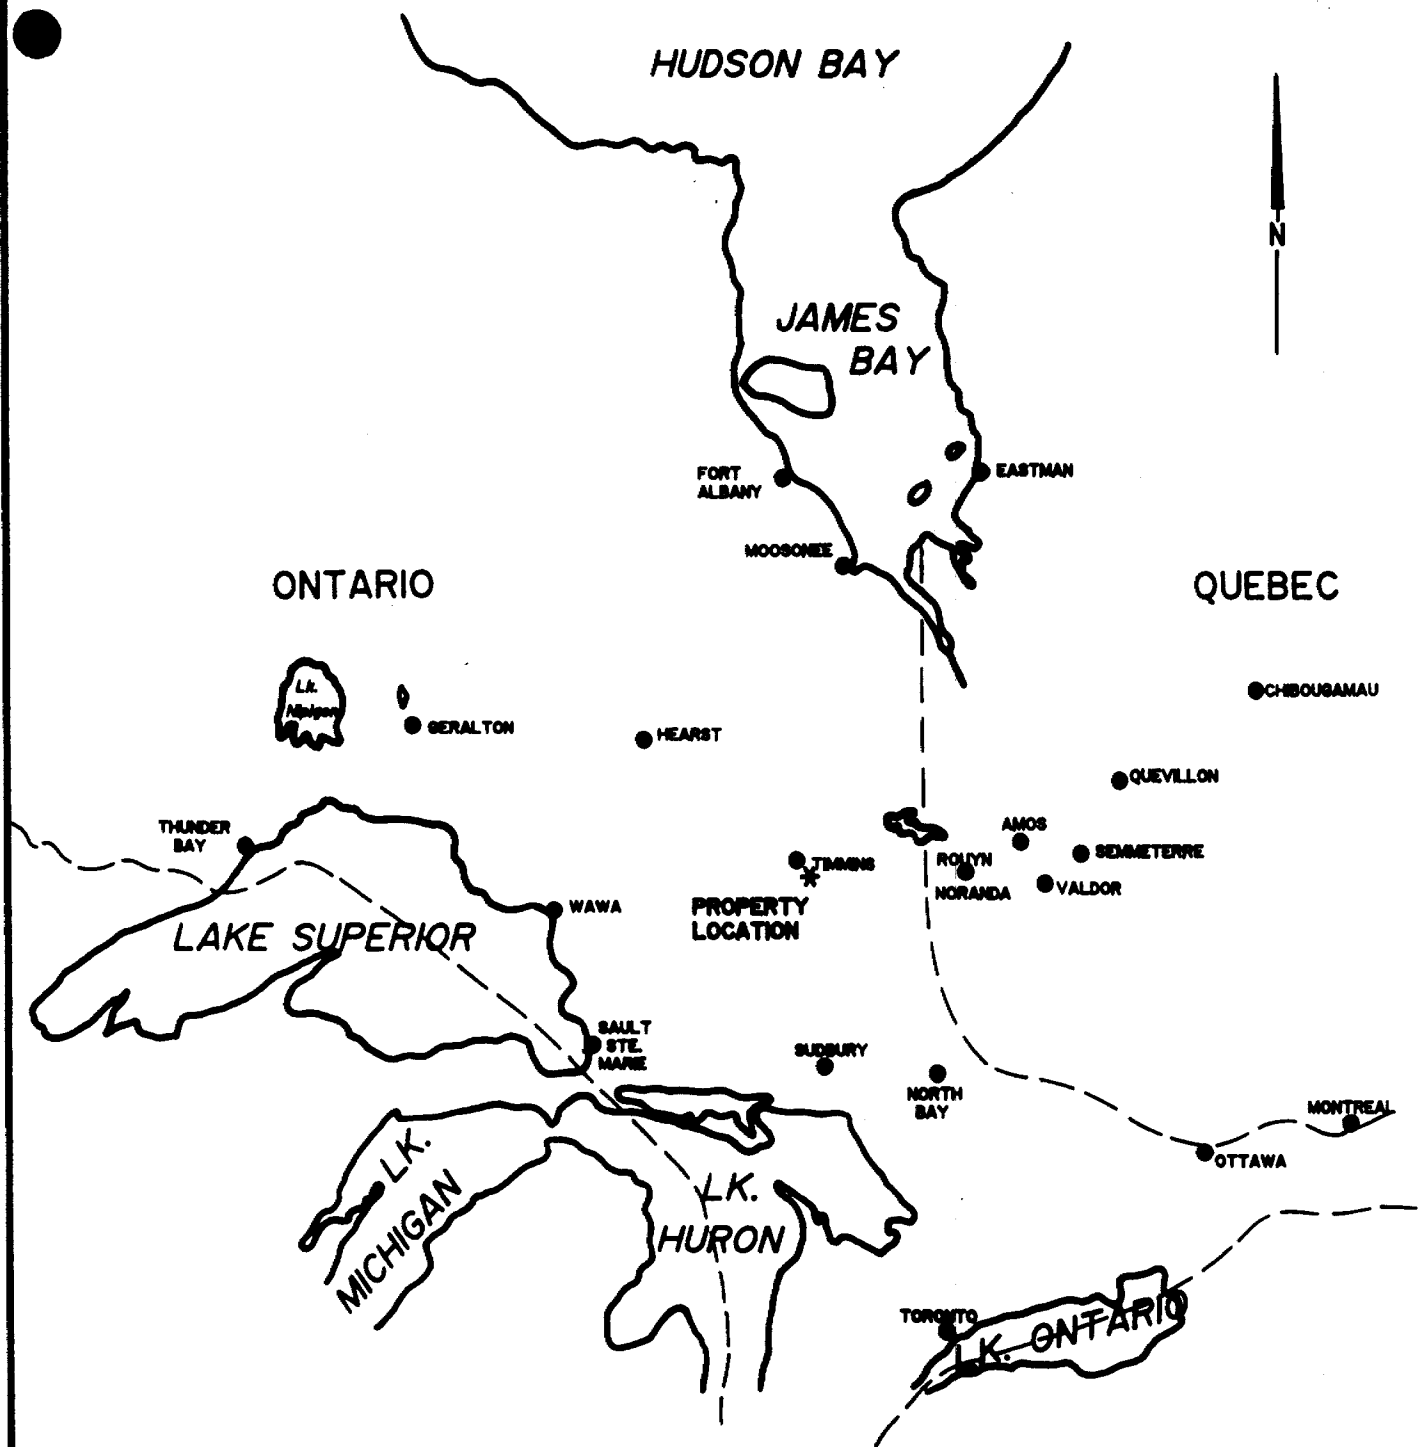 HUDSON BAY
N
JAMES
BAY
FORT
ALBANY
EASTMAN
MOOSONEE
ONTARIO
QUEBEC
Lk.
Nipigon
CHIBOUGAMAU
GERALTON
HEARST
QUEVILLON
THUNDER
BAY
AMOS
TIMMINS
ROUYN
NORANDA
SEMMETERRE
VALDOR
WAWA
PROPERTY
LOCATION
LAKE SUPERIOR
SAULT
STE.
MARIE
SUDBURY
NORTH
BAY
MONTREAL
OTTAWA
LK.
MICHIGAN
LK.
HURON
TORONTO
LK. ONTARIO